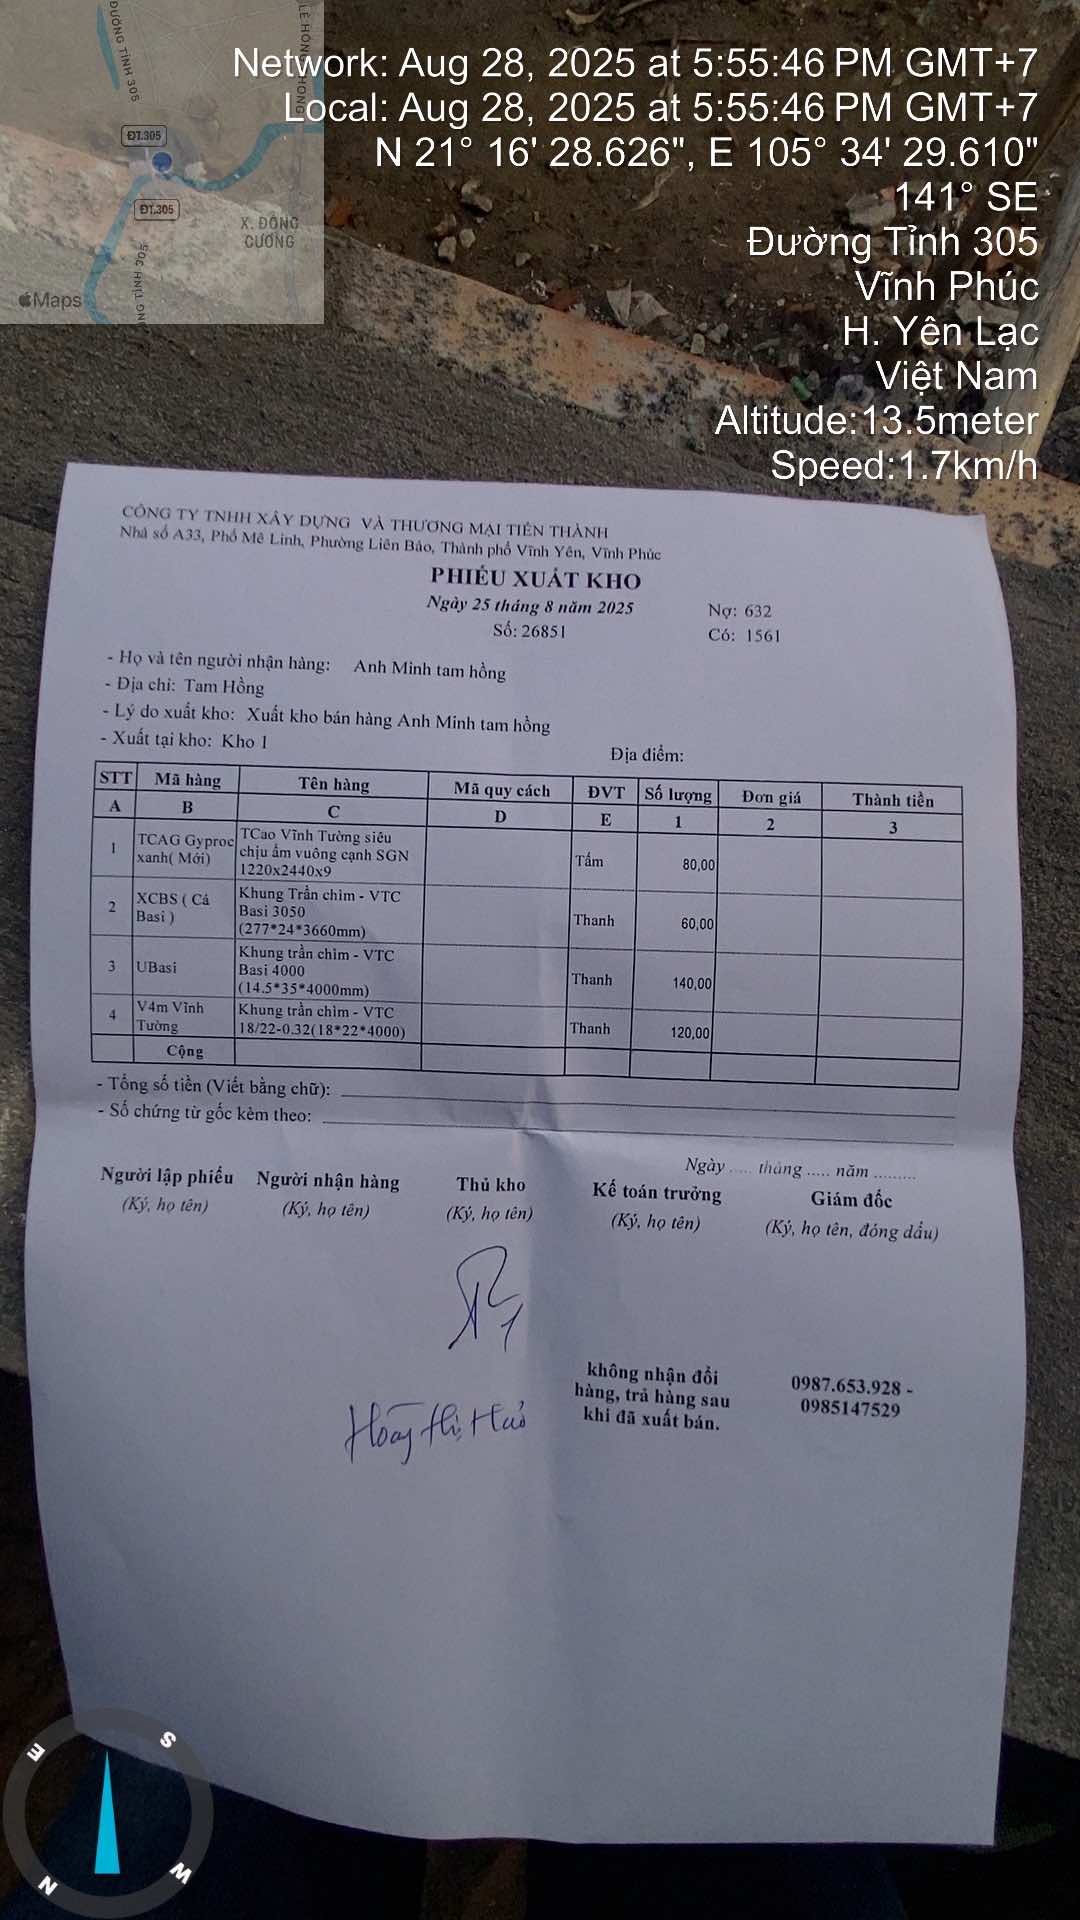 ĐƯỜNG TỈNH 305
LÊ HỒNG PHONG
ĐT.305
ĐT.305
X. ĐỒNG
CƯƠNG
Maps
Network: Aug 28, 2025 at 5:55:46 PM GMT+7
Local: Aug 28, 2025 at 5:55:46 PM GMT+7
N 21° 16' 28.626", E 105° 34' 29.610"
141° SE
Đường Tỉnh 305
Vĩnh Phúc
H. Yên Lạc
Việt Nam
Altitude:13.5meter
Speed:1.7km/h
CÔNG TY TNHH XÂY DỰNG VÀ THƯƠNG MẠI TIẾN THÀNH
Nhà số A33, Phố Mê Linh, Phường Liên Bảo, Thành phố Vĩnh Yên, Vĩnh Phúc
PHIẾU XUẤT KHO
Ngày 25 tháng 8 năm 2025
Nợ: 632
Số: 26851
Có: 1561
- Họ và tên người nhận hàng: Anh Minh tam hồng
- Địa chỉ: Tam Hồng
- Lý do xuất kho: Xuất kho bán hàng Anh Minh tam hồng
- Xuất tại kho: Kho 1
Địa điểm:
STT Mã hàng Tên hàng Mã quy cách ĐVT Số lượng Đơn giá Thành tiền
A B C D E 1 2 3
1 TCAG Gyproc xanh( Mới) TCao Vĩnh Tường siêu chịu ẩm vuông cạnh SGN 1220x2440x9 Tấm 80,00
2 XCBS ( Cá Basi ) Khung Trần chìm - VTC Basi 3050 (277*24*3660mm) Thanh 60,00
3 UBasi Khung trần chìm - VTC Basi 4000 (14.5*35*4000mm) Thanh 140,00
4 V4m Vĩnh Tường Khung trần chìm - VTC 18/22-0.32(18*22*4000) Thanh 120,00
Cộng
- Tổng số tiền (Viết bằng chữ):
- Số chứng từ gốc kèm theo:
Ngày ..... tháng ..... năm .........
Người lập phiếu Người nhận hàng Thủ kho Kế toán trưởng Giám đốc
(Ký, họ tên) (Ký, họ tên) (Ký, họ tên) (Ký, họ tên) (Ký, họ tên, đóng dấu)
không nhận đổi
hàng, trả hàng sau
khi đã xuất bán.
0987.653.928 -
0985147529
Hoàng Thị Hảo
E
S
N
W